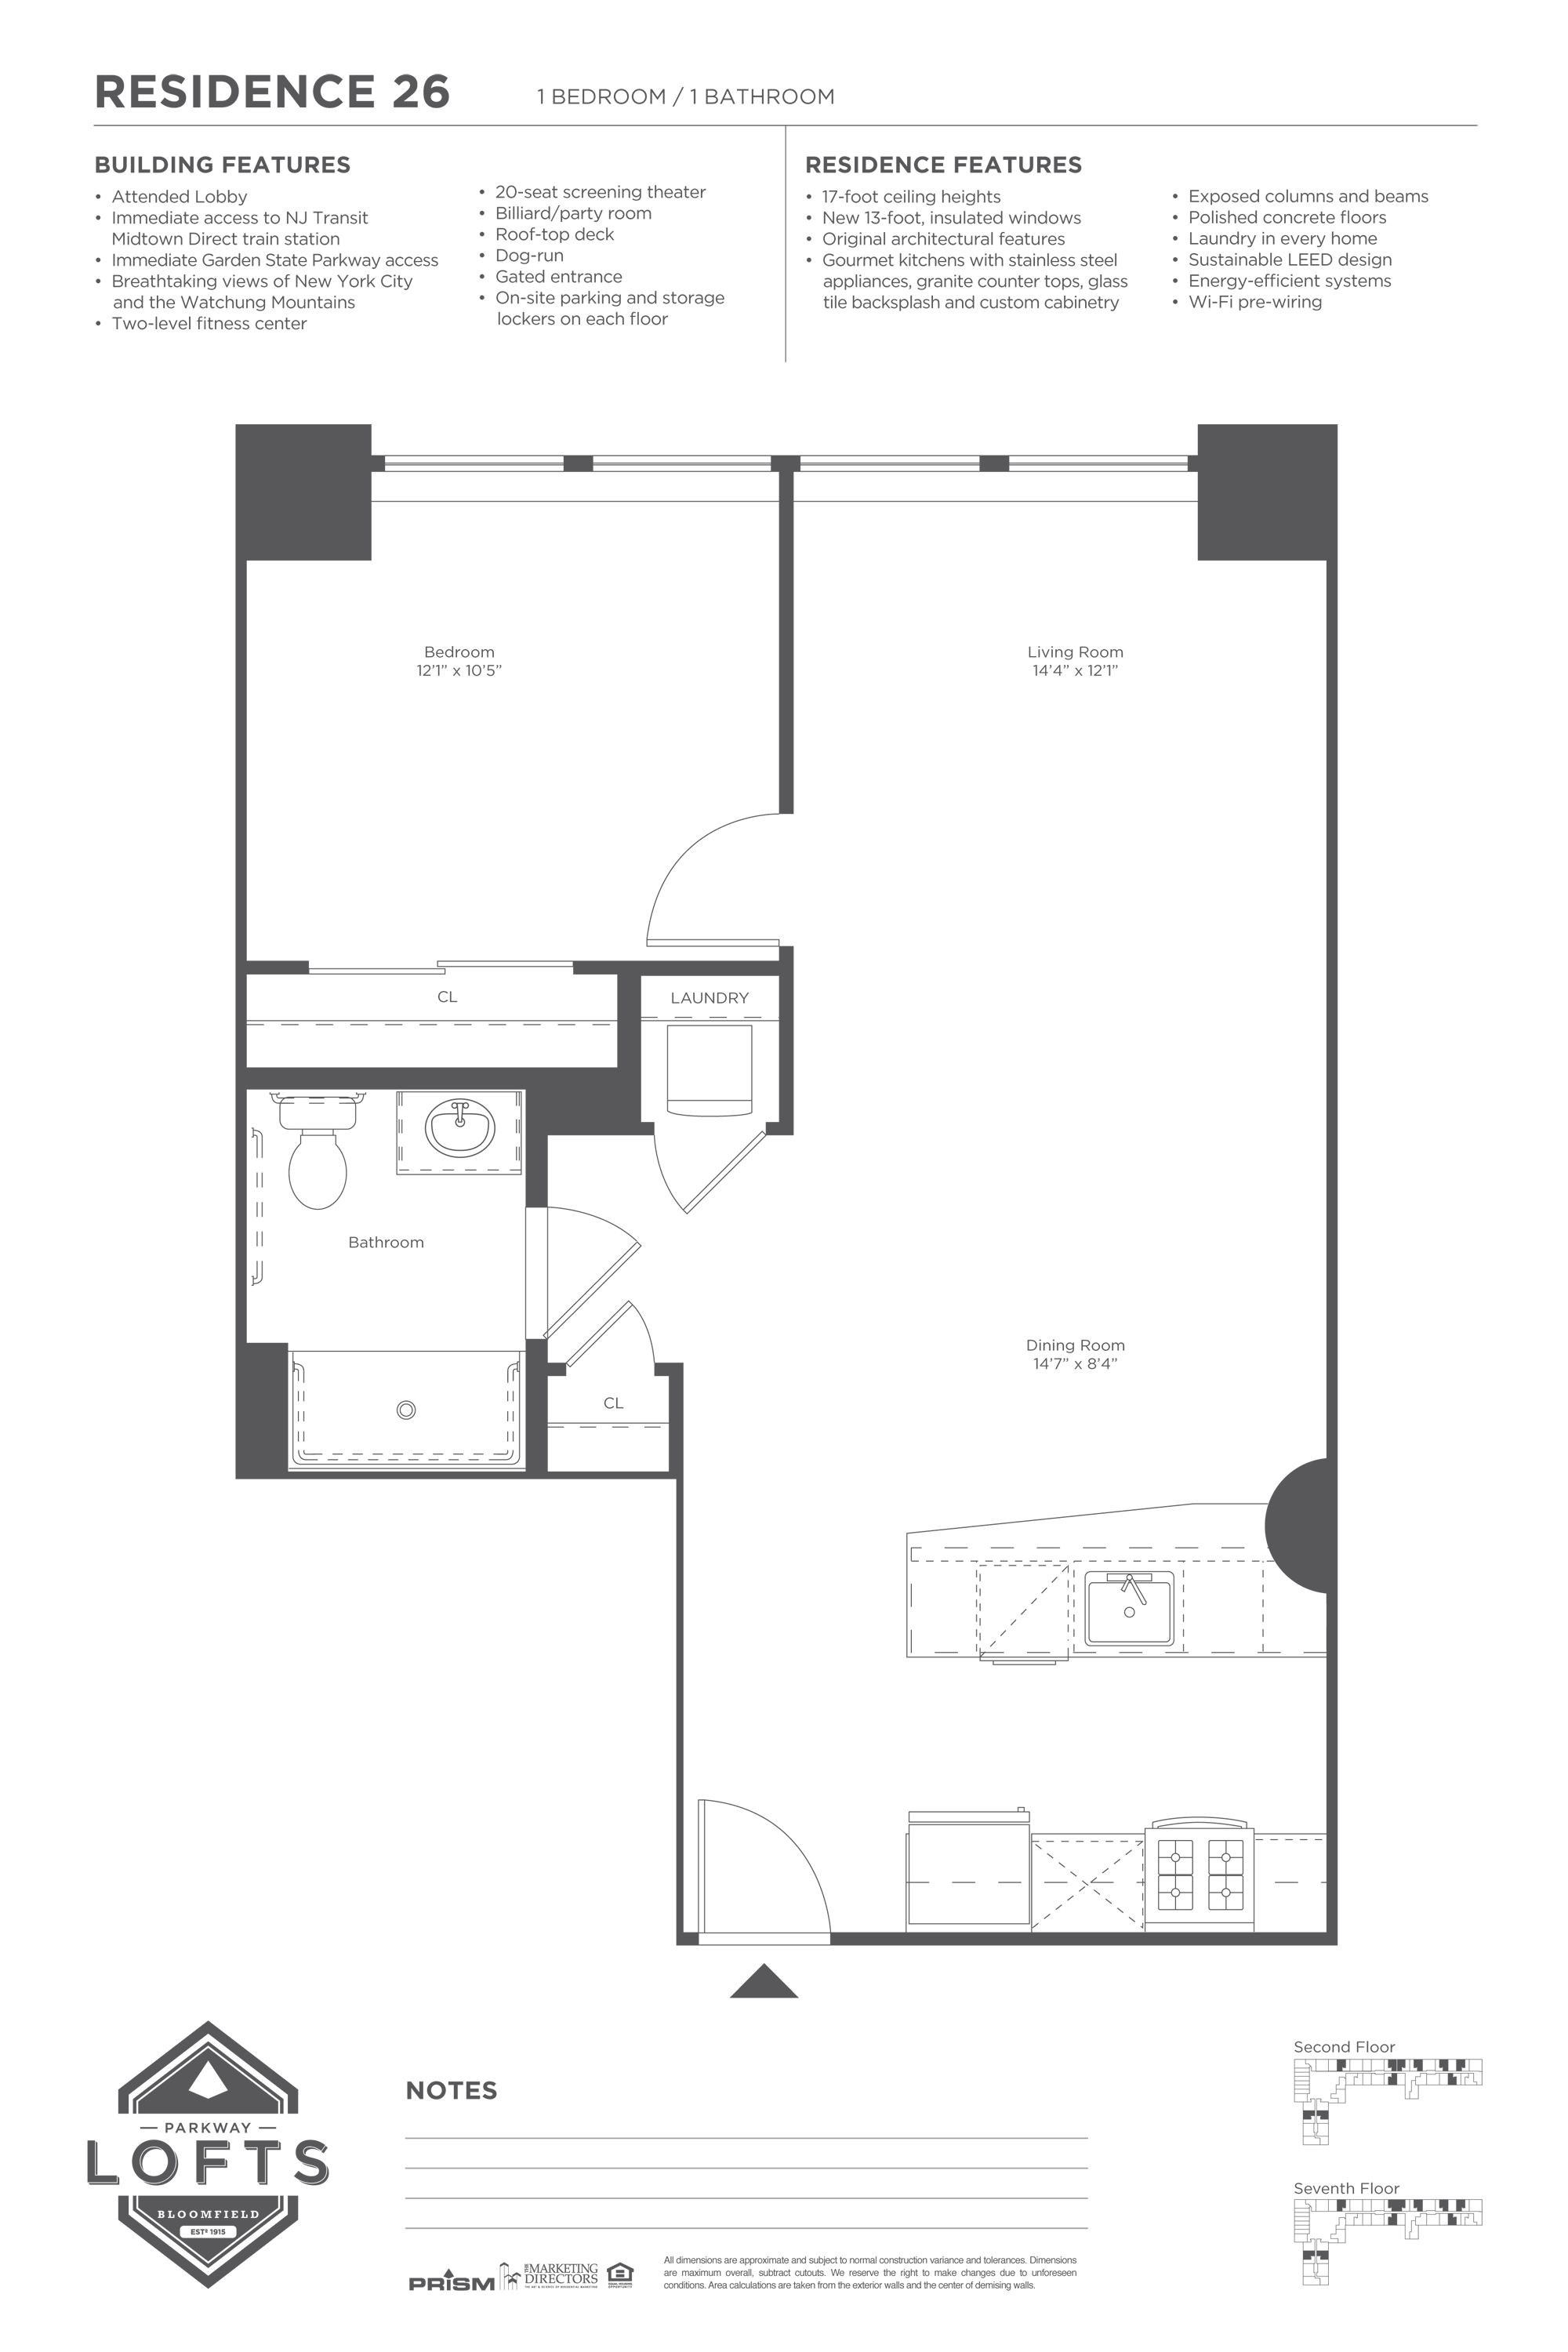 RESIDENCE 26
1 BEDROOM / 1 BATHROOM
BUILDING FEATURES
• Attended Lobby
• Immediate access to NJ Transit
Midtown Direct train station
• Immediate Garden State Parkway access
• Breathtaking views of New York City
and the Watchung Mountains
• Two-level fitness center
• 20-seat screening theater
• Billiard/party room
• Roof-top deck
• Dog-run
• Gated entrance
• On-site parking and storage
lockers on each floor
RESIDENCE FEATURES
• 17-foot ceiling heights
• New 13-foot, insulated windows
• Original architectural features
• Gourmet kitchens with stainless steel
appliances, granite counter tops, glass
tile backsplash and custom cabinetry
• Exposed columns and beams
• Polished concrete floors
• Laundry in every home
• Sustainable LEED design
• Energy-efficient systems
• Wi-Fi pre-wiring
Bedroom
12'1" x 10'5"
Living Room
14'4" x 12'1"
CL
LAUNDRY
Bathroom
Dining Room
14'7" x 8'4"
CL
PARKWAY
LOFTS
BLOOMFIELD
ESTD 1915
NOTES
Second Floor
Seventh Floor
PRISM
THE MARKETING
DIRECTORS
EQUAL HOUSING
OPPORTUNITY
All dimensions are approximate and subject to normal construction variance and tolerances. Dimensions
are maximum overall, subtract cutouts. We reserve the right to make changes due to unforeseen
conditions. Area calculations are taken from the exterior walls and the center of demising walls.